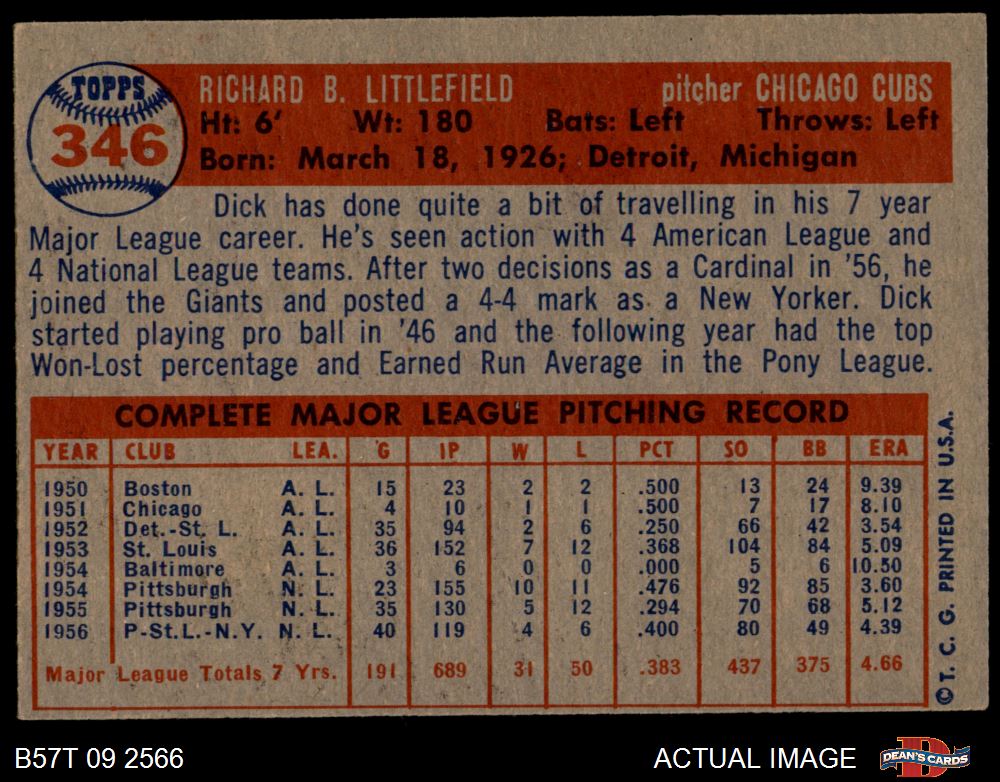 TOPPS
346
RICHARD B. LITTLEFIELD pitcher CHICAGO CUBS
Ht: 6' Wt: 180 Bats: Left Throws: Left
Born: March 18, 1926; Detroit, Michigan
Dick has done quite a bit of travelling in his 7 year
Major League career. He's seen action with 4 American League and
4 National League teams. After two decisions as a Cardinal in '56, he
joined the Giants and posted a 4-4 mark as a New Yorker. Dick
started playing pro ball in '46 and the following year had the top
Won-Lost percentage and Earned Run Average in the Pony League.
COMPLETE MAJOR LEAGUE PITCHING RECORD
YEAR CLUB LEA. G IP W L PCT SO BB ERA
1950 Boston A. L. 15 23 2 2 .500 13 24 9.39
1951 Chicago A. L. 4 10 1 1 .500 7 17 8.10
1952 Det.-St. L. A. L. 35 94 2 6 .250 66 42 3.54
1953 St. Louis A. L. 36 152 7 12 .368 104 84 5.09
1954 Baltimore A. L. 3 6 0 0 .000 5 6 10.50
1954 Pittsburgh N. L. 23 155 10 11 .476 92 85 3.60
1955 Pittsburgh N. L. 35 130 5 12 .294 70 68 5.12
1956 P-St.L.-N.Y. N. L. 40 119 4 6 .400 80 49 4.39
Major League Totals 7 Yrs. 191 689 31 50 .383 437 375 4.66
© T. C. G. PRINTED IN U.S.A.
B57T 09 2566 ACTUAL IMAGE DEAN'S CARDS